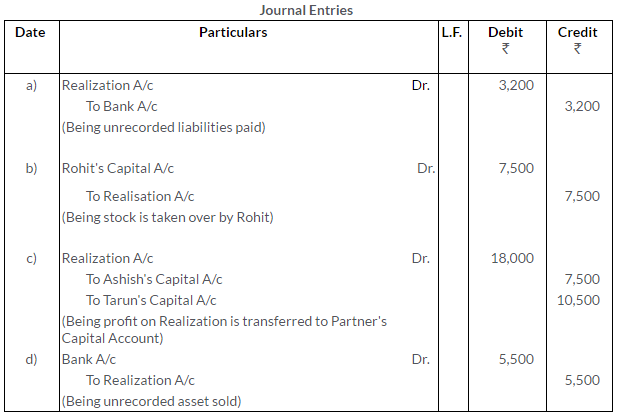 Journal Entries
Date Particulars L.F. Debit Credit
₹ ₹
a) Realization A/c Dr. 3,200
To Bank A/c 3,200
(Being unrecorded liabilities paid)
b) Rohit's Capital A/c Dr. 7,500
To Realisation A/c 7,500
(Being stock is taken over by Rohit)
c) Realization A/c Dr. 18,000
To Ashish's Capital A/c 7,500
To Tarun's Capital A/c 10,500
(Being profit on Realization is transferred to Partner's
Capital Account)
d) Bank A/c Dr. 5,500
To Realization A/c 5,500
(Being unrecorded asset sold)